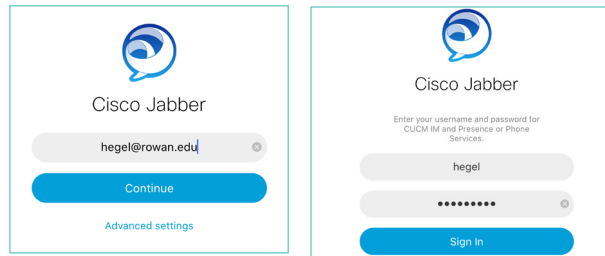 Cisco Jabber
hegel@rowan.edu
Continue
Advanced settings
Cisco Jabber
Enter your username and password for
CUCM IM and Presence or Phone
Services.
hegel
●●●●●●●●●
Sign In